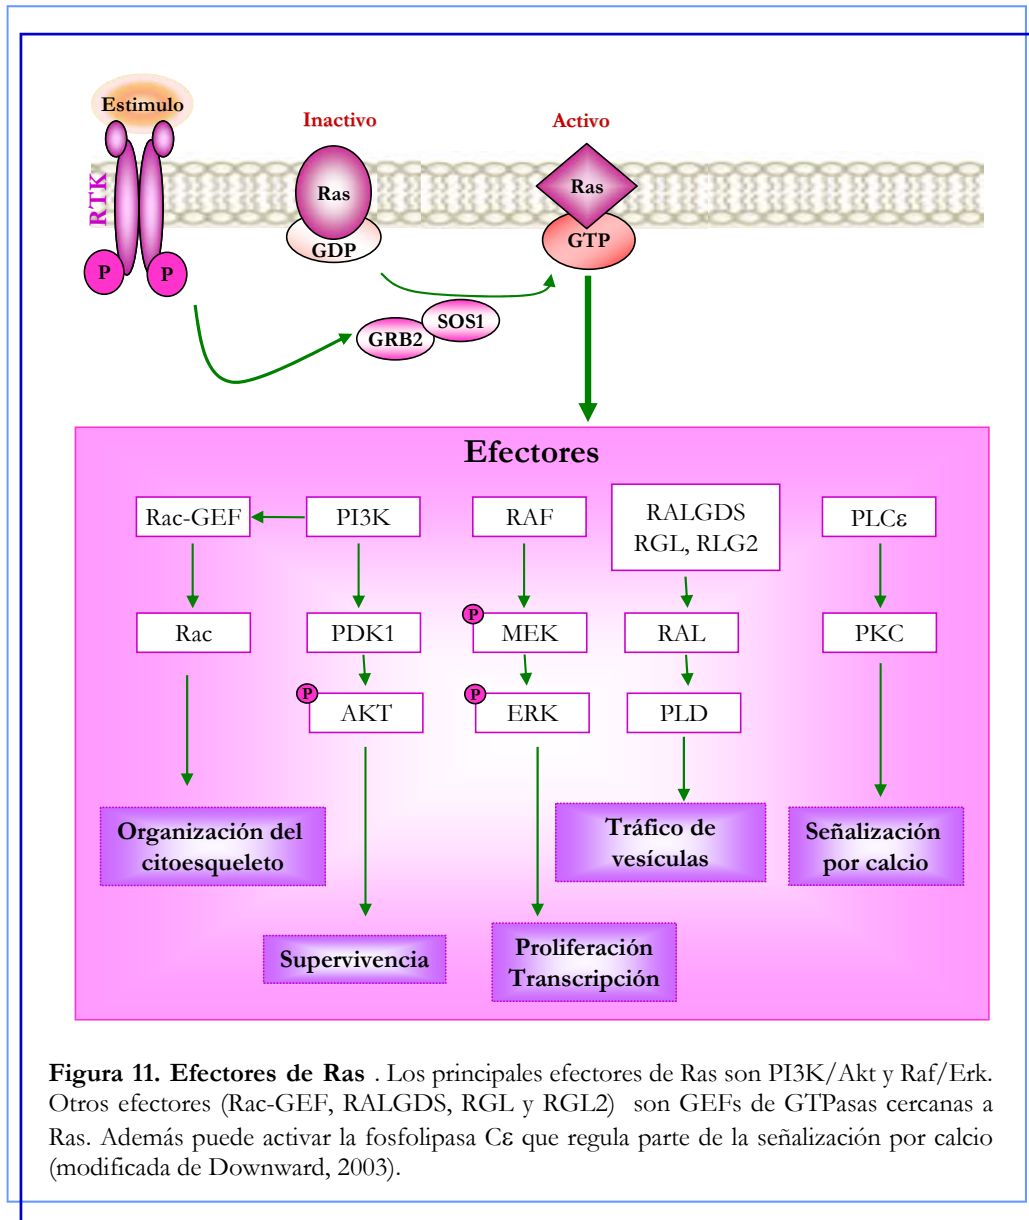 Estimulo
Inactivo
Activo
RTK
Ras
Ras
GDP
GTP
P
P
SOS1
GRB2
Efectores
Rac-GEF
PI3K
RAF
RALGDS
RGL, RLG2
PLCε
Rac
PDK1
P
MEK
RAL
PKC
P
AKT
P
ERK
PLD
Organización del
citoesqueleto
Tráfico de
vesículas
Señalización
por calcio
Supervivencia
Proliferación
Transcripción
Figura 11. Efectores de Ras . Los principales efectores de Ras son PI3K/Akt y Raf/Erk.
Otros efectores (Rac-GEF, RALGDS, RGL y RGL2) son GEFs de GTPasas cercanas a
Ras. Además puede activar la fosfolipasa Cε que regula parte de la señalización por calcio
(modificada de Downward, 2003).